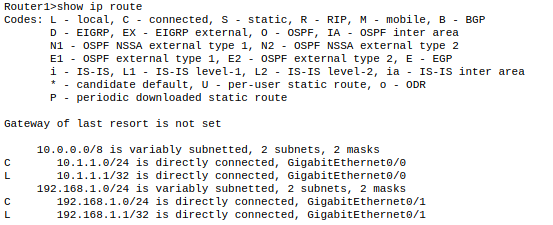 Router1>show ip route
Codes: L - local, C - connected, S - static, R - RIP, M - mobile, B - BGP
       D - EIGRP, EX - EIGRP external, O - OSPF, IA - OSPF inter area
       N1 - OSPF NSSA external type 1, N2 - OSPF NSSA external type 2
       E1 - OSPF external type 1, E2 - OSPF external type 2, E - EGP
       i - IS-IS, L1 - IS-IS level-1, L2 - IS-IS level-2, ia - IS-IS inter area
       * - candidate default, U - per-user static route, o - ODR
       P - periodic downloaded static route

Gateway of last resort is not set

     10.0.0.0/8 is variably subnetted, 2 subnets, 2 masks
C       10.1.1.0/24 is directly connected, GigabitEthernet0/0
L       10.1.1.1/32 is directly connected, GigabitEthernet0/0
     192.168.1.0/24 is variably subnetted, 2 subnets, 2 masks
C       192.168.1.0/24 is directly connected, GigabitEthernet0/1
L       192.168.1.1/32 is directly connected, GigabitEthernet0/1